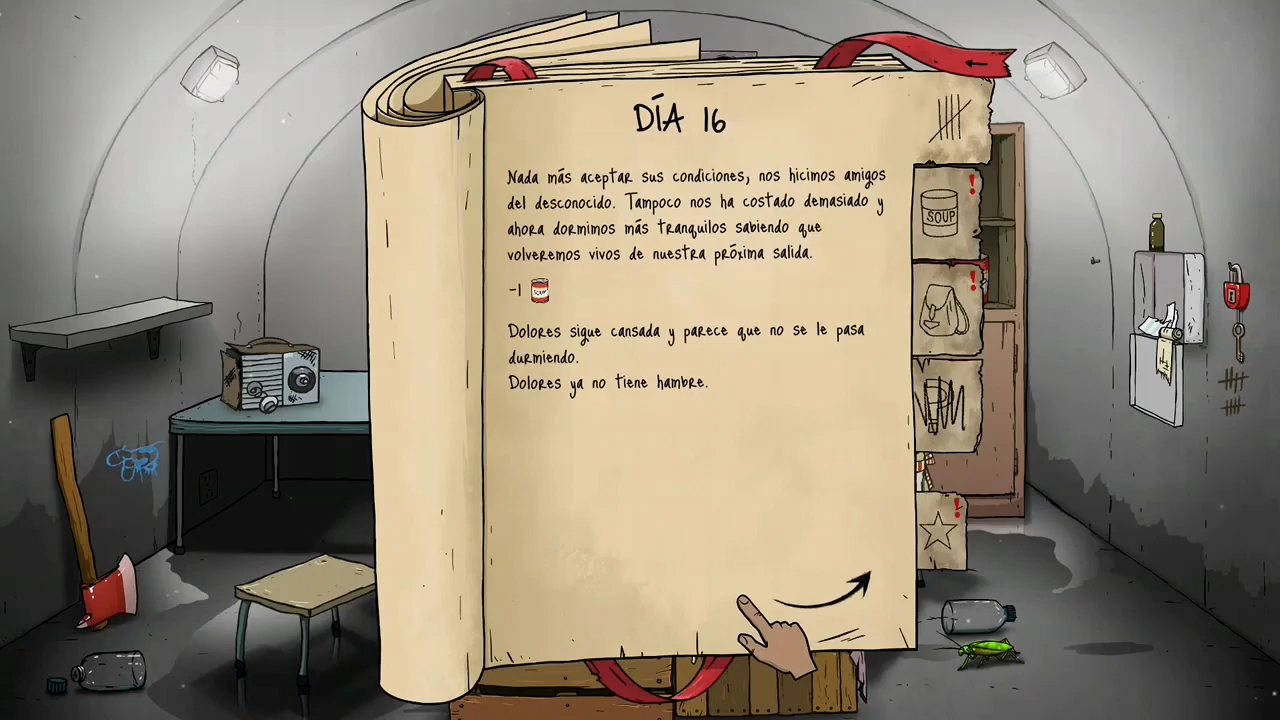 DÍA 16
Nada más aceptar sus condiciones, nos hicimos amigos
del desconocido. Tampoco nos ha costado demasiado y
ahora dormimos más tranquilos sabiendo que
volveremos vivos de nuestra próxima salida.
-1 SOUP
Dolores sigue cansada y parece que no se le pasa
durmiendo.
Dolores ya no tiene hambre.
SOUP